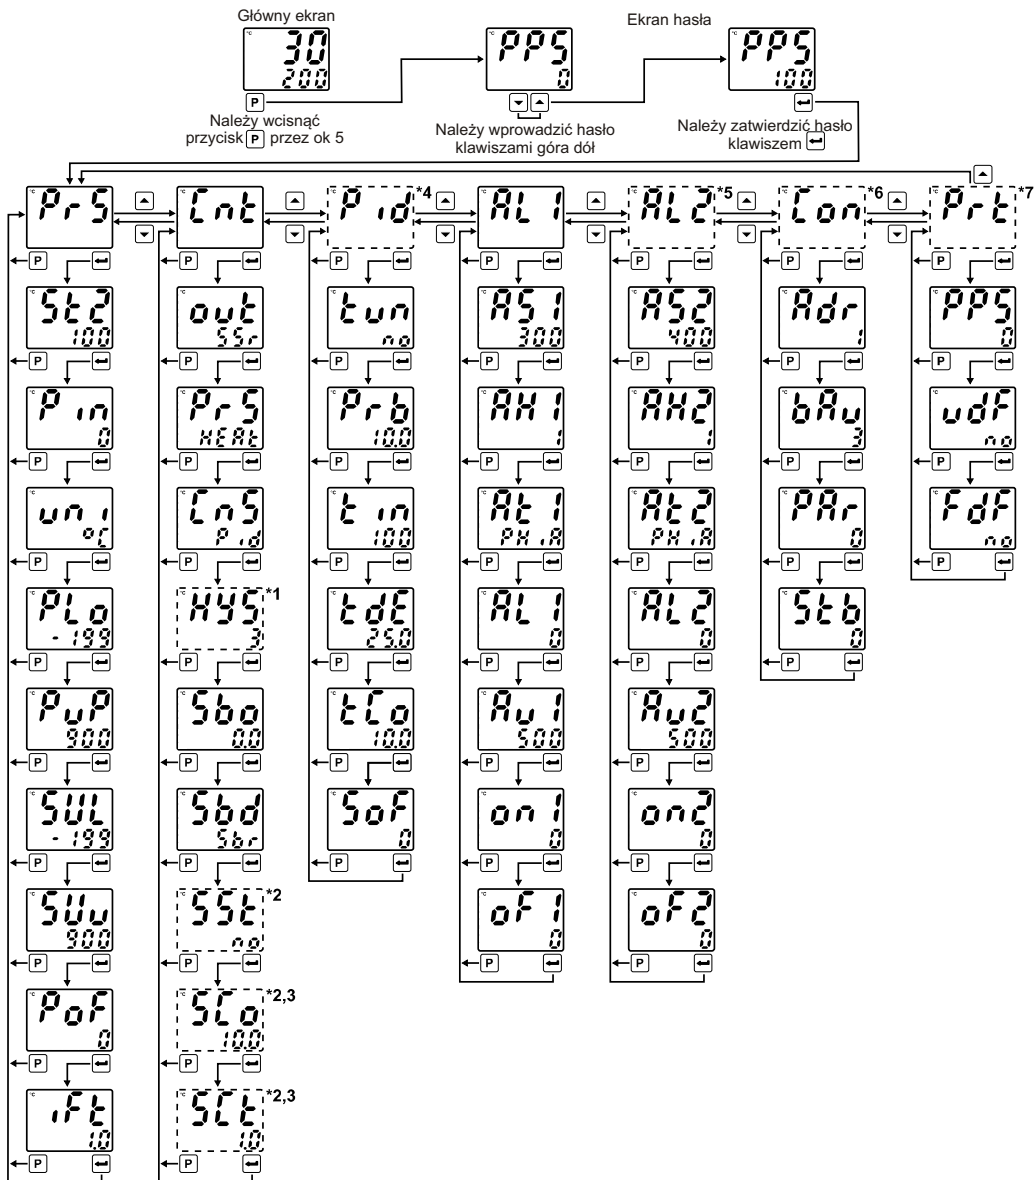 Główny ekran
Ekran hasła
°C 30
200
°C PPS
0
°C PPS
100
P
Należy wcisnąć
przycisk P przez ok 5
Należy wprowadzić hasło
klawiszami góra dół
Należy zatwierdzić hasło
klawiszem
°C PrS
°C Cnt
°C Pid *4
°C AL1
°C AL2 *5
°C Con *6
°C Prt *7
P P P P P P P
°C St2 100
°C out SSr
°C tun no
°C AS1 300
°C AS2 400
°C Adr 1
°C PPS 0
P P P P P P P
°C Pin 0
°C PrS HEAt
°C Prb 10.0
°C AH1 1
°C AH2 1
°C bAu 3
°C udF no
P P P P P P P
°C uni °C
°C CnS Pid
°C tin 100
°C At1 PHiA
°C At2 PHiA
°C PAr 0
°C FdF no
P P P P P P P
°C PLo -199
°C HYS 3 *1
°C tdE 25.0
°C AL1 0
°C AL2 0
°C Stb 0
P P P P P P
°C PuP 900
°C Sbo 0.0
°C tCo 10.0
°C Au1 500
°C Au2 500
P P P P P
°C SUL -199
°C Sbd Sbr
°C SoF 0
°C on1 0
°C on2 0
P P P P P
°C SUu 900
°C SSt no *2
°C oF1 0
°C oF2 0
P P P P
°C PoF 0
°C SCo 10.0 *2,3
P P
°C iFt 1.0
°C SCt 1.0 *2,3
P P